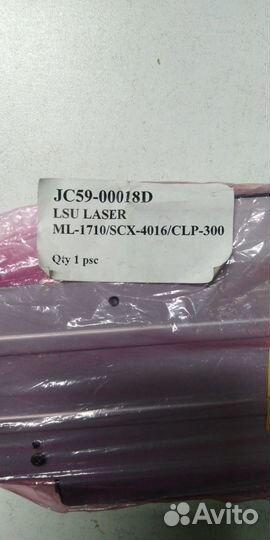 JC59-00018D
LSU LASER
ML-1710/SCX-4016/CLP-300
Qty 1 psc
Avito